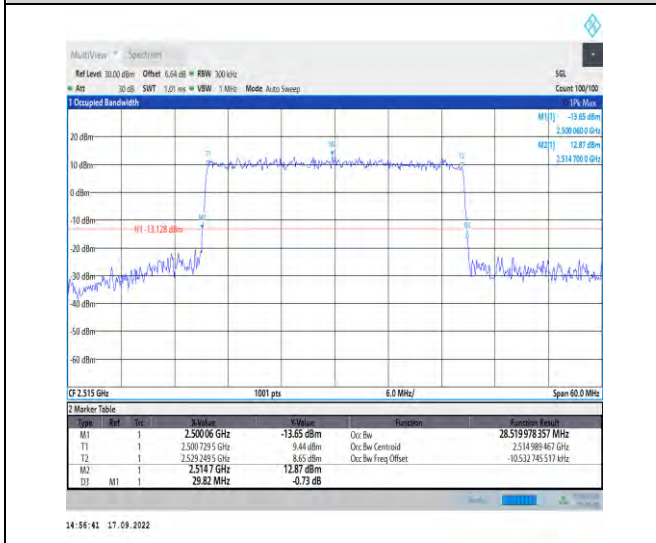 MultiView Spectrum
Ref Level 30.00 dBm Offset 6.64 dB RBW 300 kHz SGL
Att 30 dB SWT 1.01 ms VBW 1 MHz Mode Auto Sweep Count 100/100
1 Occupied Bandwidth 1Pk Max
M1[1] -13.65 dBm
2.500 060 0 GHz
20 dBm M2[1] 12.87 dBm
2.514 700 0 GHz
M2
T1 T2
10 dBm
0 dBm
M1
-10 dBm
H1 -13.128 dBm D3
-20 dBm
-30 dBm
-40 dBm
-50 dBm
-60 dBm
CF 2.515 GHz 1001 pts 6.0 MHz/ Span 60.0 MHz
2 Marker Table
Type Ref Trc X-Value Y-Value Function Function Result
M1 1 2.50006 GHz -13.65 dBm Occ Bw 28.519 978 357 MHz
T1 1 2.500 729 5 GHz 9.44 dBm Occ Bw Centroid 2.514 989 467 GHz
T2 1 2.529 249 5 GHz 8.65 dBm Occ Bw Freq Offset -10.532 745 517 kHz
M2 1 2.5147 GHz 12.87 dBm
D3 M1 1 29.82 MHz -0.73 dB
14:56:41 17.09.2022